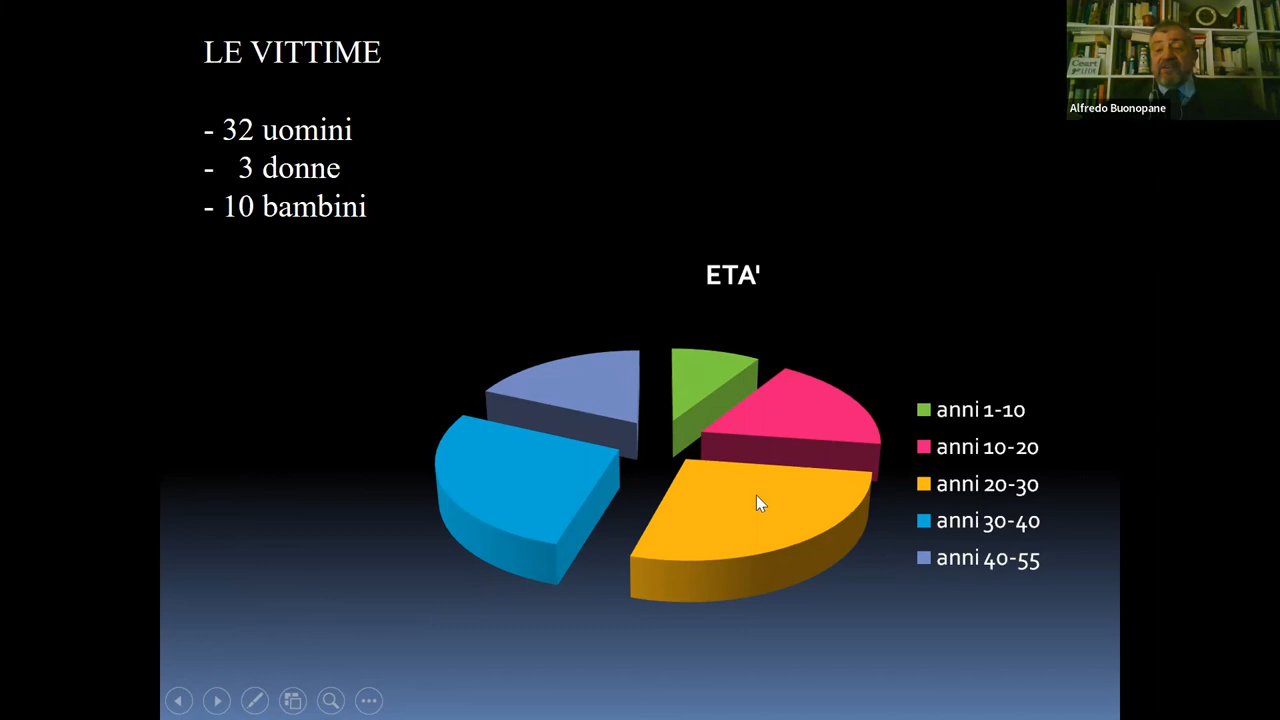 LE VITTIME
- 32 uomini
- 3 donne
- 10 bambini
ETA'
anni 1-10
anni 10-20
anni 20-30
anni 30-40
anni 40-55
Alfredo Buonopane